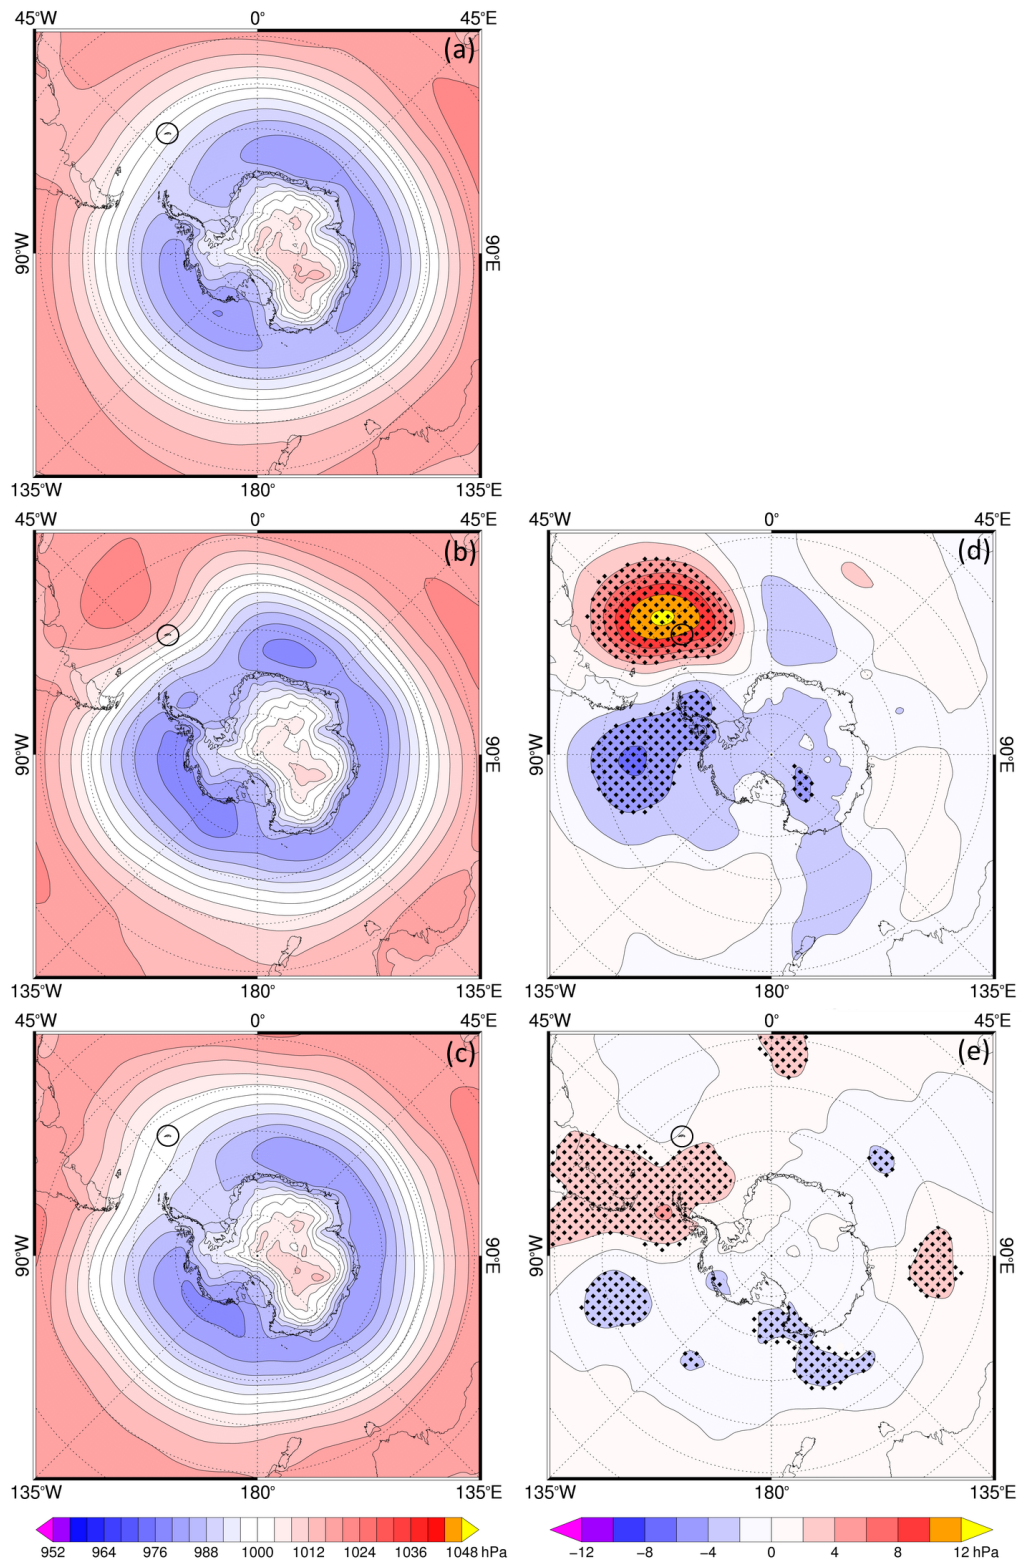 45°W 0° 45°E
(a)
90°W 90°E
135°W 180° 135°E
45°W 0° 45°E 45°W 0° 45°E
(b) (d)
90°W 90°E 90°W 90°E
135°W 180° 135°E 135°W 180° 135°E
45°W 0° 45°E 45°W 0° 45°E
(c) (e)
90°W 90°E 90°W 90°E
135°W 180° 135°E 135°W 180° 135°E
952 964 976 988 1000 1012 1024 1036 1048 hPa −12 −8 −4 0 4 8 12 hPa